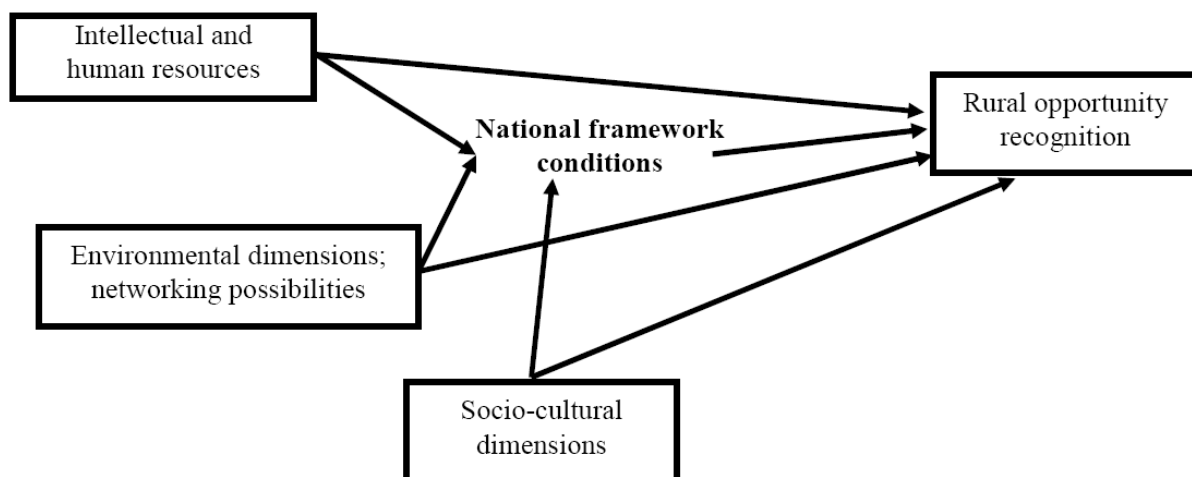 Intellectual and
human resources
National framework
conditions
Rural opportunity
recognition
Environmental dimensions;
networking possibilities
Socio-cultural
dimensions